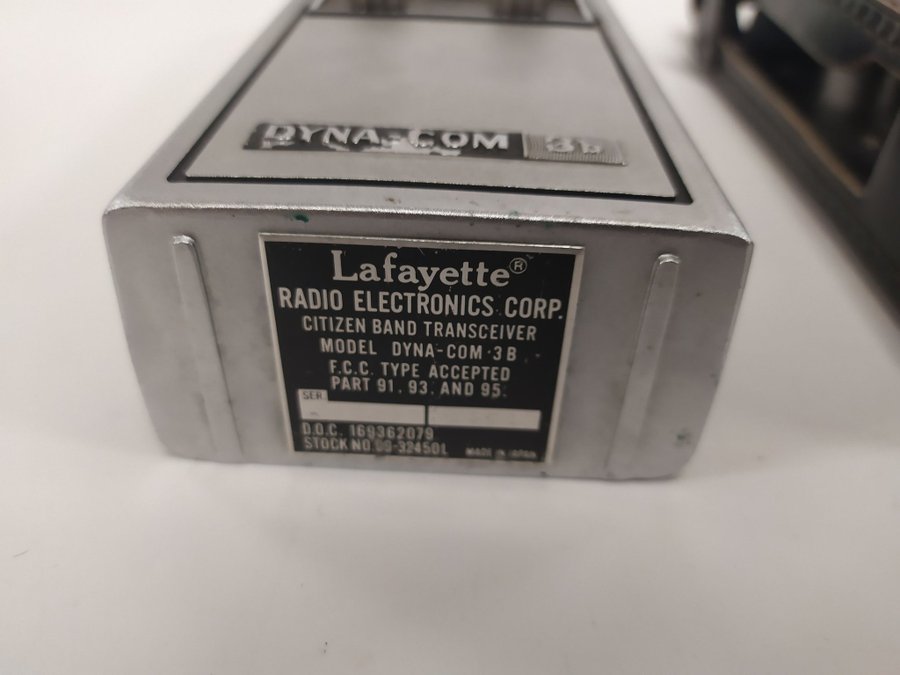 DYNA-COM 3b
Lafayette®
RADIO ELECTRONICS CORP.
CITIZEN BAND TRANSCEIVER
MODEL DYNA-COM·3B
F.C.C. TYPE ACCEPTED
PART 91, 93, AND 95.
SER.
D.O.C. 169362079
STOCK NO.09-32450L MADE IN JAPAN